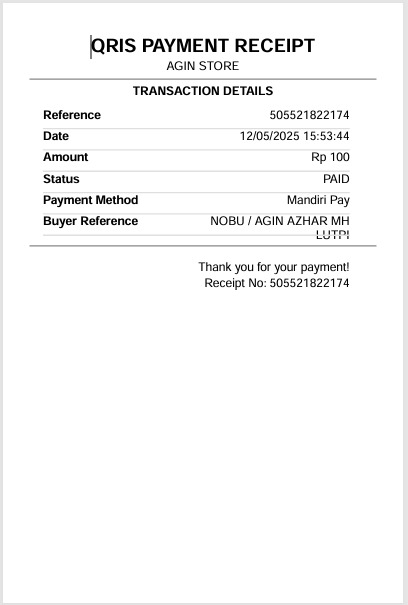 QRIS PAYMENT RECEIPT
AGIN STORE
TRANSACTION DETAILS
Reference 505521822174
Date 12/05/2025 15:53:44
Amount Rp 100
Status PAID
Payment Method Mandiri Pay
Buyer Reference NOBU / AGIN AZHAR MH
LUTPI
Thank you for your payment!
Receipt No: 505521822174